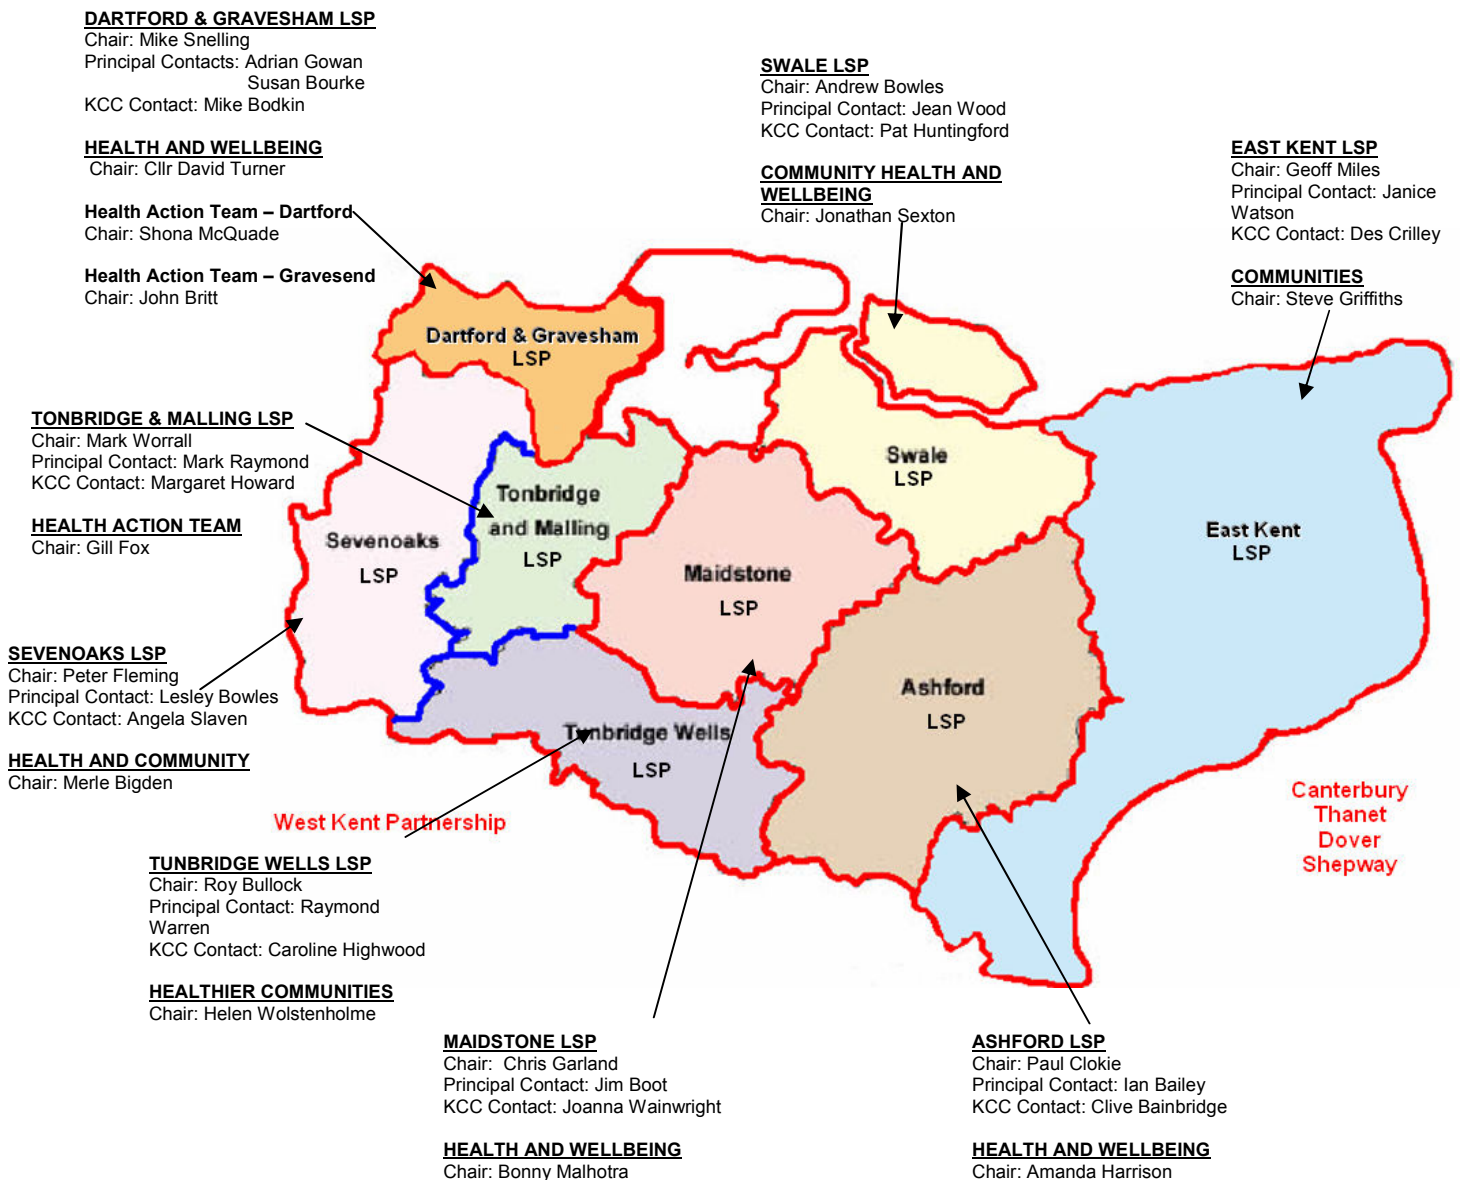 DARTFORD & GRAVESHAM LSP
Chair: Mike Snelling
Principal Contacts: Adrian Gowan
Susan Bourke
KCC Contact: Mike Bodkin
HEALTH AND WELLBEING
Chair: Cllr David Turner
Health Action Team – Dartford
Chair: Shona McQuade
Health Action Team – Gravesend
Chair: John Britt
SWALE LSP
Chair: Andrew Bowles
Principal Contact: Jean Wood
KCC Contact: Pat Huntingford
COMMUNITY HEALTH AND
WELLBEING
Chair: Jonathan Sexton
EAST KENT LSP
Chair: Geoff Miles
Principal Contact: Janice
Watson
KCC Contact: Des Crilley
COMMUNITIES
Chair: Steve Griffiths
Dartford & Gravesham
LSP
TONBRIDGE & MALLING LSP
Chair: Mark Worrall
Principal Contact: Mark Raymond
KCC Contact: Margaret Howard
HEALTH ACTION TEAM
Chair: Gill Fox
Swale
LSP
Tonbridge
and Malling
LSP
Sevenoaks
LSP
East Kent
LSP
Maidstone
LSP
SEVENOAKS LSP
Chair: Peter Fleming
Principal Contact: Lesley Bowles
KCC Contact: Angela Slaven
HEALTH AND COMMUNITY
Chair: Merle Bigden
Ashford
LSP
Tunbridge Wells
LSP
West Kent Partnership
Canterbury
Thanet
Dover
Shepway
TUNBRIDGE WELLS LSP
Chair: Roy Bullock
Principal Contact: Raymond
Warren
KCC Contact: Caroline Highwood
HEALTHIER COMMUNITIES
Chair: Helen Wolstenholme
MAIDSTONE LSP
Chair:  Chris Garland
Principal Contact: Jim Boot
KCC Contact: Joanna Wainwright
HEALTH AND WELLBEING
Chair: Bonny Malhotra
ASHFORD LSP
Chair: Paul Clokie
Principal Contact: Ian Bailey
KCC Contact: Clive Bainbridge
HEALTH AND WELLBEING
Chair: Amanda Harrison